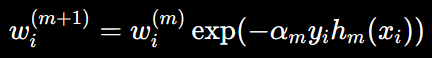 w_i^{(m+1)} = w_i^{(m)} exp(−α_m y_i h_m(x_i))